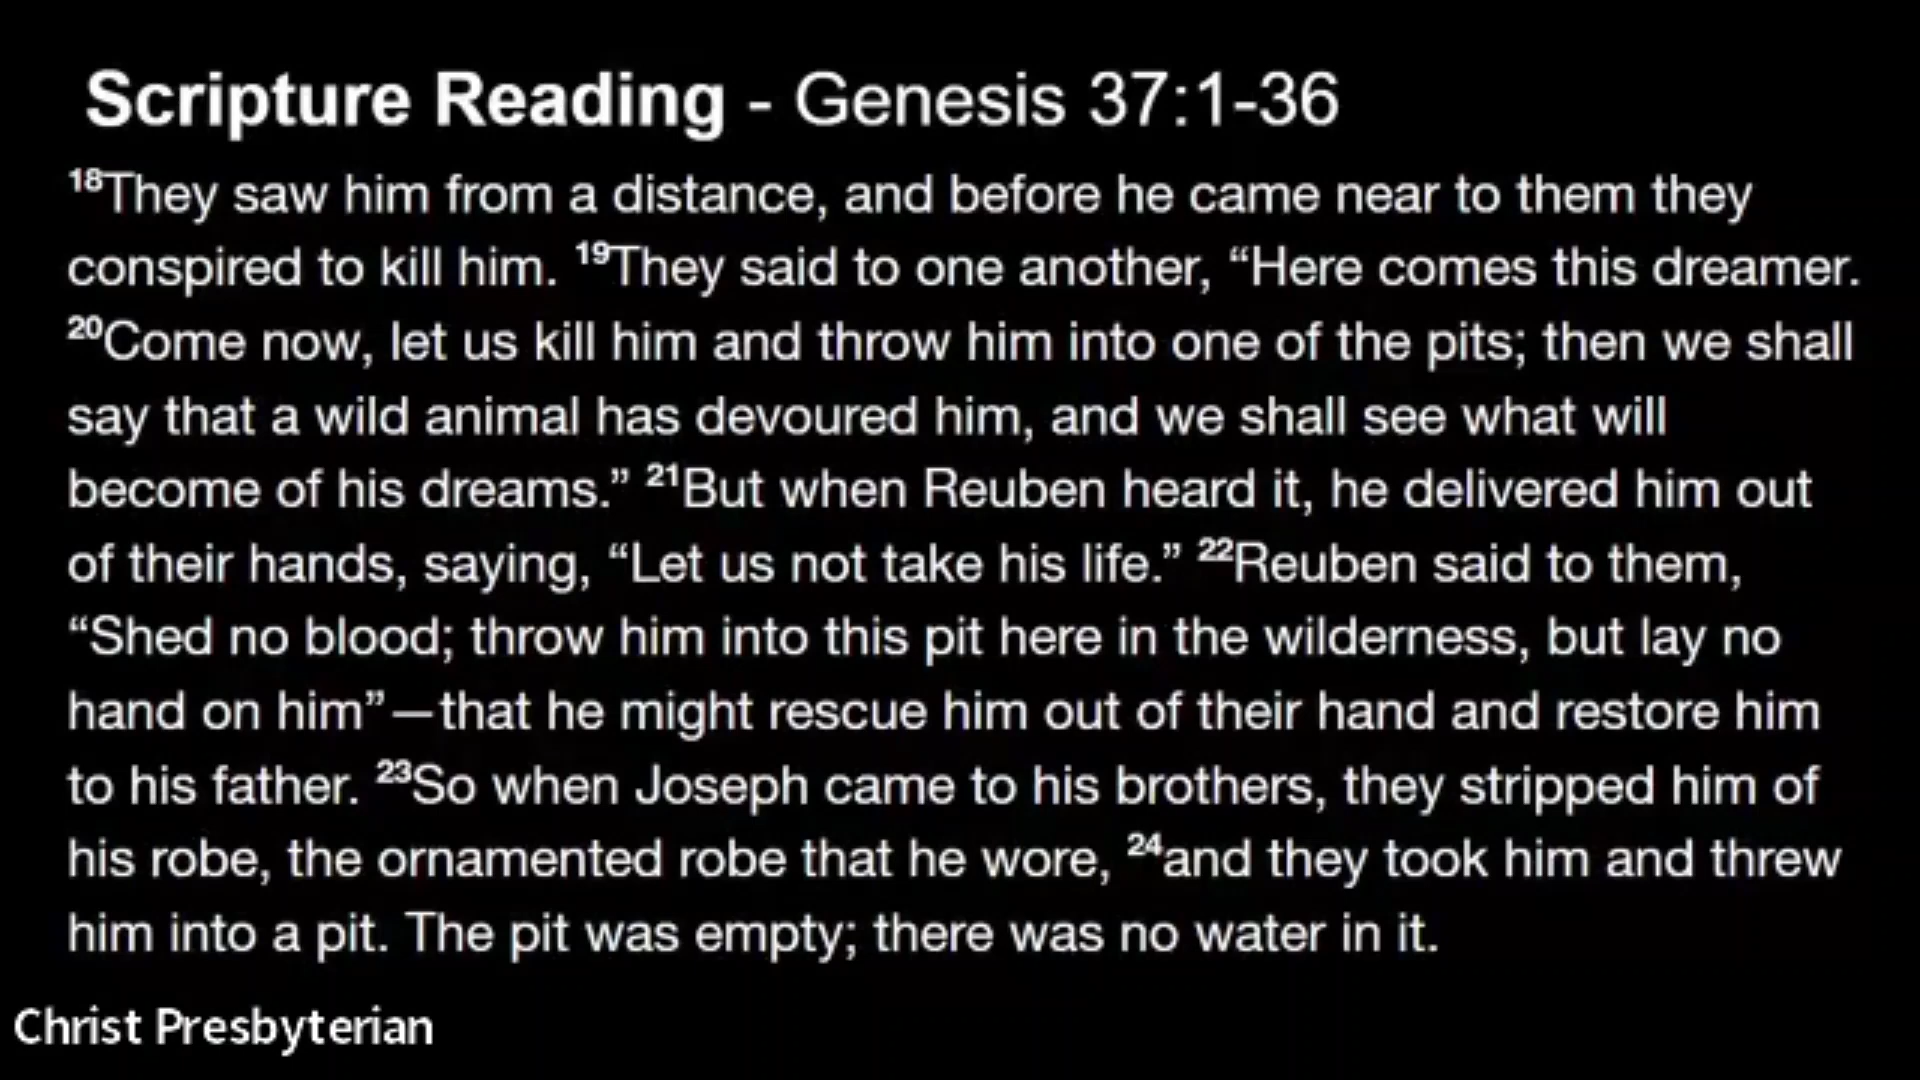 Scripture Reading - Genesis 37:1-36
¹⁸They saw him from a distance, and before he came near to them they
conspired to kill him. ¹⁹They said to one another, “Here comes this dreamer.
²⁰Come now, let us kill him and throw him into one of the pits; then we shall
say that a wild animal has devoured him, and we shall see what will
become of his dreams.” ²¹But when Reuben heard it, he delivered him out
of their hands, saying, “Let us not take his life.” ²²Reuben said to them,
“Shed no blood; throw him into this pit here in the wilderness, but lay no
hand on him”—that he might rescue him out of their hand and restore him
to his father. ²³So when Joseph came to his brothers, they stripped him of
his robe, the ornamented robe that he wore, ²⁴and they took him and threw
him into a pit. The pit was empty; there was no water in it.
Christ Presbyterian